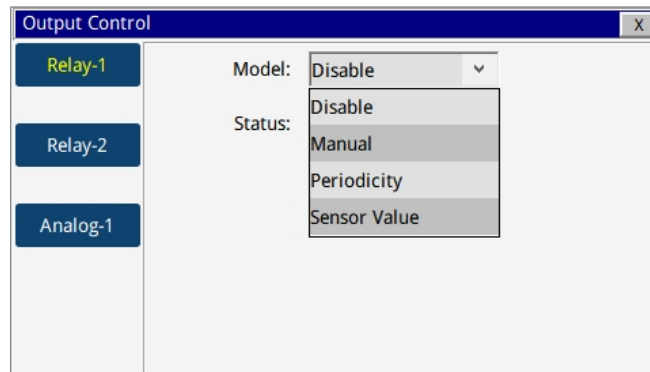 Output Control
X
Relay-1
Relay-2
Analog-1
Model: Disable
Status:
Disable
Manual
Periodicity
Sensor Value